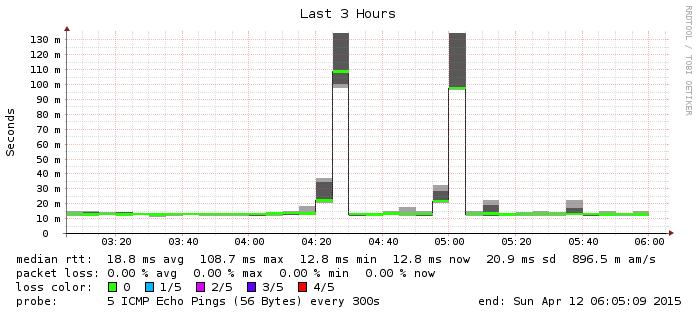 Last 3 Hours
RRDTOOL / TOBI OETIKER
Seconds
130 m
120 m
110 m
100 m
90 m
80 m
70 m
60 m
50 m
40 m
30 m
20 m
10 m
0
03:20 03:40 04:00 04:20 04:40 05:00 05:20 05:40 06:00
median rtt: 18.8 ms avg 108.7 ms max 12.8 ms min 12.8 ms now 20.9 ms sd 896.5 m am/s
packet loss: 0.00 % avg 0.00 % max 0.00 % min 0.00 % now
loss color: 0 1/5 2/5 3/5 4/5
probe: 5 ICMP Echo Pings (56 Bytes) every 300s end: Sun Apr 12 06:05:09 2015